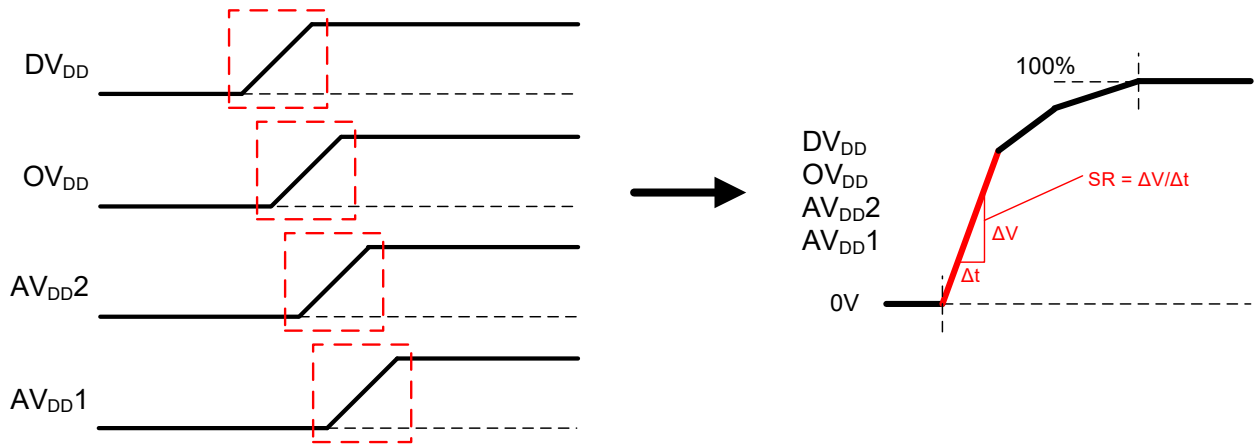 DVDD
OVDD
AVDD2
AVDD1
100%
DVDD
OVDD
AVDD2
AVDD1
SR = ΔV/Δt
ΔV
Δt
0V